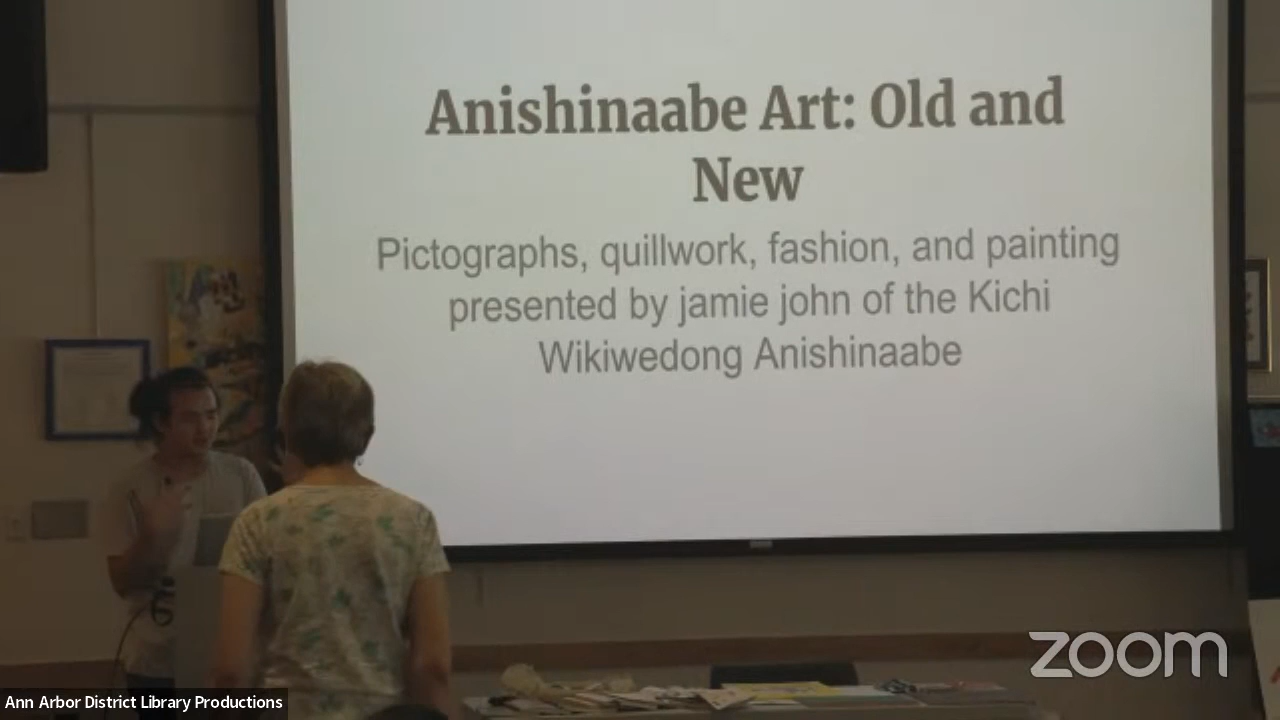 Anishinaabe Art: Old and
New
Pictographs, quillwork, fashion, and painting
presented by jamie john of the Kichi
Wikiwedong Anishinaabe
zoom
Ann Arbor District Library Productions